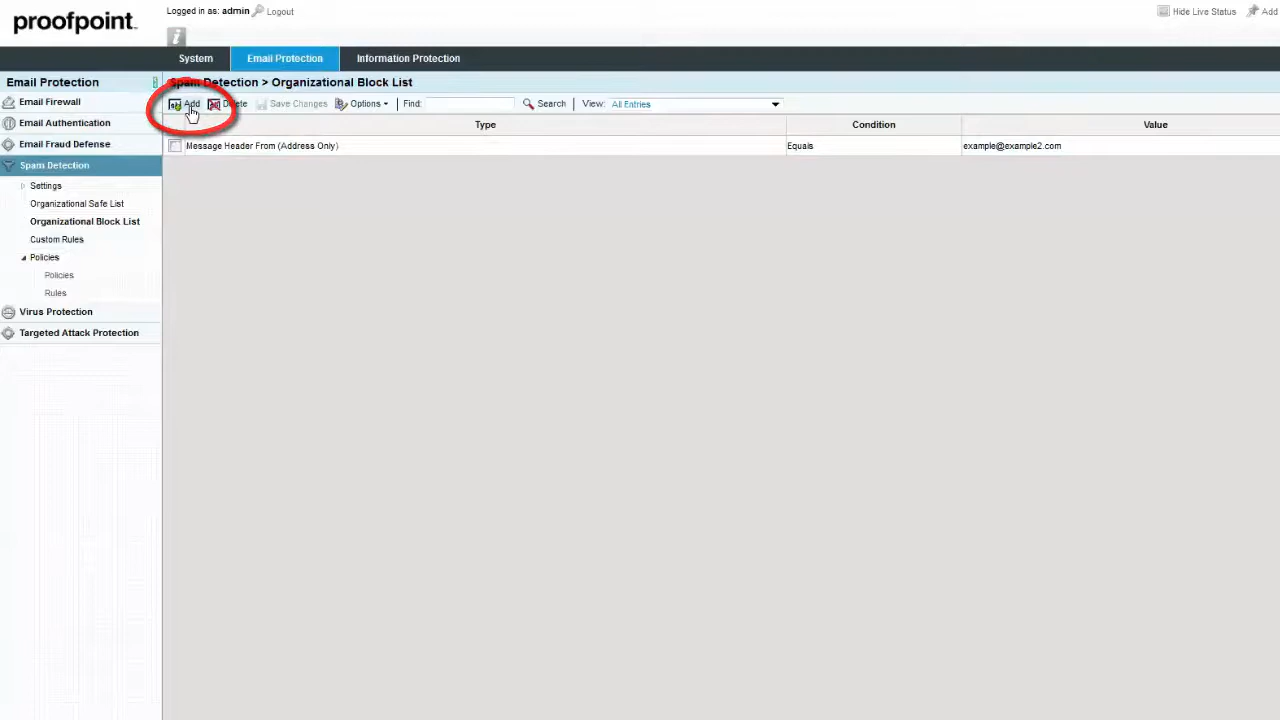 proofpoint.
Logged in as: admin Logout
Hide Live Status Add
System Email Protection Information Protection
Email Protection
Spam Detection > Organizational Block List
Add Delete Save Changes Options Find: Search View: All Entries
Type Condition Value
Message Header From (Address Only) Equals example@example2.com
Email Firewall
Email Authentication
Email Fraud Defense
Spam Detection
Settings
Organizational Safe List
Organizational Block List
Custom Rules
Policies
Policies
Rules
Virus Protection
Targeted Attack Protection